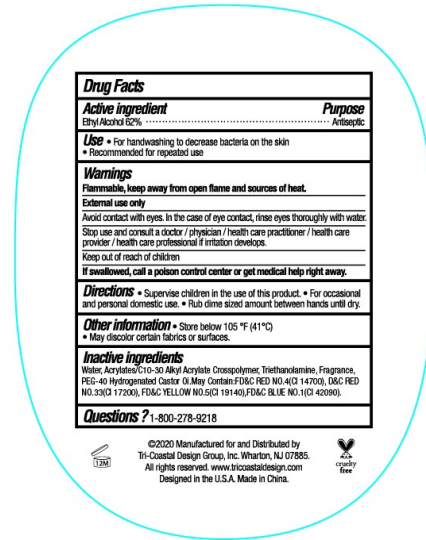 Drug Facts
Active ingredient Purpose
Ethyl Alcohol 62% ............................................................ Antiseptic
Use • For handwashing to decrease bacteria on the skin
• Recommended for repeated use
Warnings
Flammable, keep away from open flame and sources of heat.
External use only
Avoid contact with eyes. In the case of eye contact, rinse eyes thoroughly with water.
Stop use and consult a doctor / physician / health care practitioner / health care
provider / health care professional if irritation develops.
Keep out of reach of children
If swallowed, call a poison control center or get medical help right away.
Directions • Supervise children in the use of this product. • For occasional
and personal domestic use. • Rub dime sized amount between hands until dry.
Other information • Store below 105 °F (41°C)
• May discolor certain fabrics or surfaces.
Inactive ingredients
Water, Acrylates/C10-30 Alkyl Acrylate Crosspolymer, Triethanolamine, Fragrance,
PEG-40 Hydrogenated Castor Oi.May Contain:FD&C RED NO.4(CI 14700), D&C RED
NO.33(CI 17200), FD&C YELLOW NO.5(CI 19140),FD&C BLUE NO.1(CI 42090).
Questions ? 1-800-278-9218
©2020 Manufactured for and Distributed by
Tri-Coastal Design Group, Inc. Wharton, NJ 07885.
All rights reserved. www.tricoastaldesign.com
Designed in the U.S.A. Made in China.
12M
cruelty
free